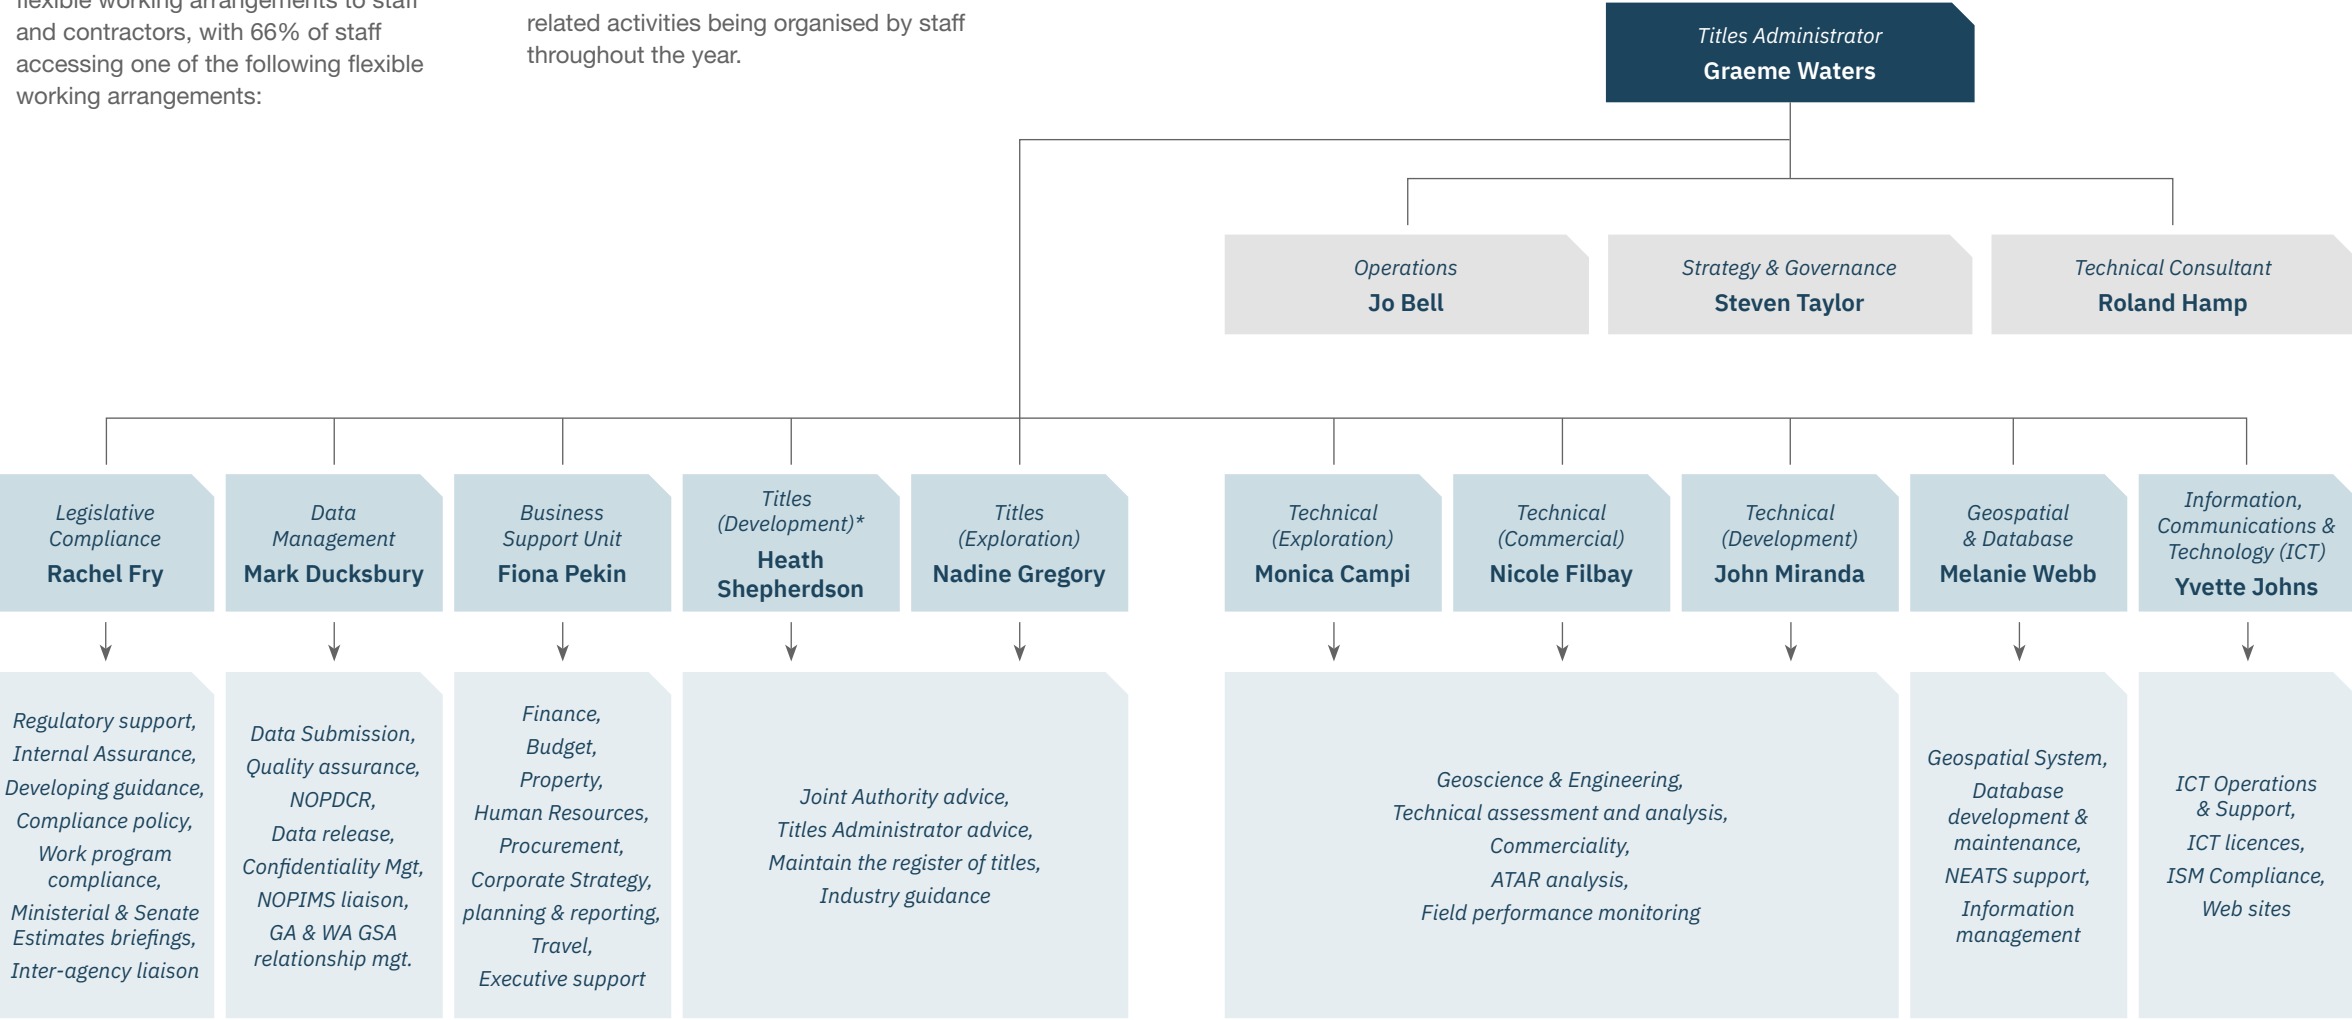 flexible working arrangements to staff
and contractors, with 66% of staff
accessing one of the following flexible
working arrangements:
related activities being organised by staff
throughout the year.
Titles Administrator
Graeme Waters
Operations
Jo Bell
Strategy & Governance
Steven Taylor
Technical Consultant
Roland Hamp
Legislative
Compliance
Rachel Fry
Data
Management
Mark Ducksbury
Business
Support Unit
Fiona Pekin
Titles
(Development)*
Heath
Shepherdson
Titles
(Exploration)
Nadine Gregory
Technical
(Exploration)
Monica Campi
Technical
(Commercial)
Nicole Filbay
Technical
(Development)
John Miranda
Geospatial
& Database
Melanie Webb
Information,
Communications &
Technology (ICT)
Yvette Johns
Regulatory support,
Internal Assurance,
Developing guidance,
Compliance policy,
Work program
compliance,
Ministerial & Senate
Estimates briefings,
Inter-agency liaison
Data Submission,
Quality assurance,
NOPDCR,
Data release,
Confidentiality Mgt,
NOPIMS liaison,
GA & WA GSA
relationship mgt.
Finance,
Budget,
Property,
Human Resources,
Procurement,
Corporate Strategy,
planning & reporting,
Travel,
Executive support
Joint Authority advice,
Titles Administrator advice,
Maintain the register of titles,
Industry guidance
Geoscience & Engineering,
Technical assessment and analysis,
Commerciality,
ATAR analysis,
Field performance monitoring
Geospatial System,
Database
development &
maintenance,
NEATS support,
Information
management
ICT Operations
& Support,
ICT licences,
ISM Compliance,
Web sites